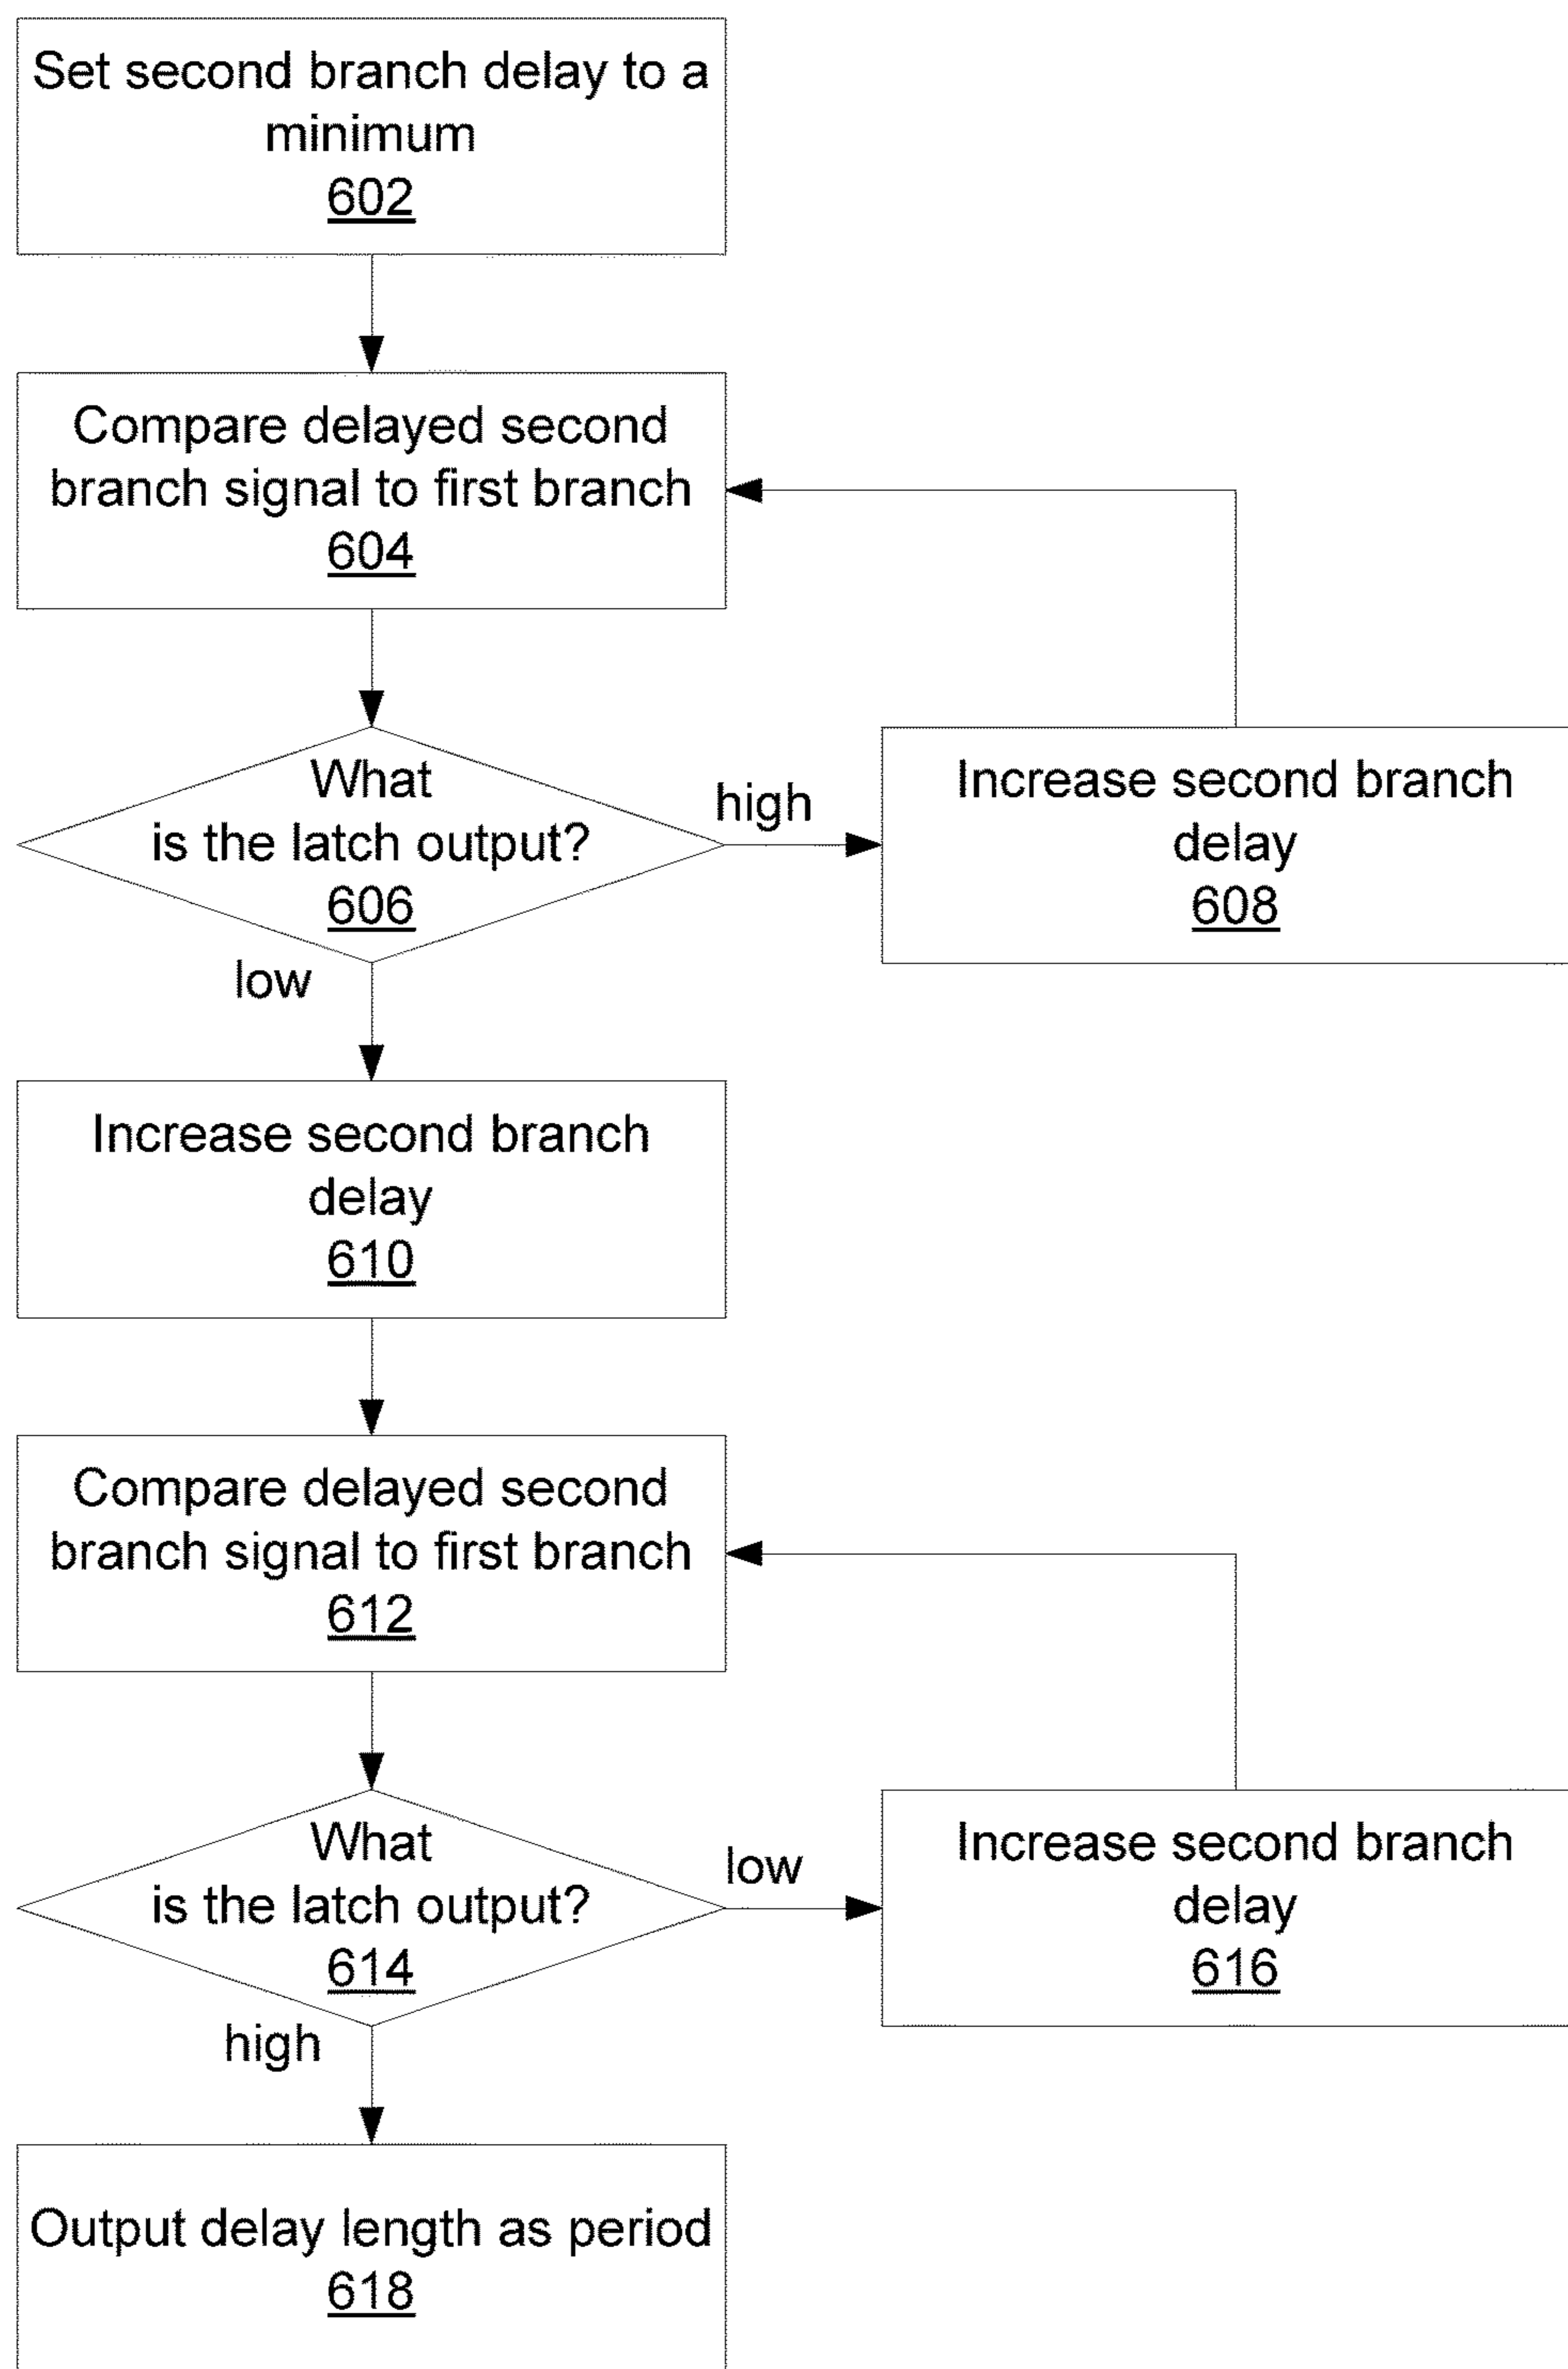 Set second branch delay to a
minimum
602
Compare delayed second
branch signal to first branch
604
What
is the latch output?
606
high
Increase second branch
delay
608
low
Increase second branch
delay
610
Compare delayed second
branch signal to first branch
612
What
is the latch output?
614
low
Increase second branch
delay
616
high
Output delay length as period
618